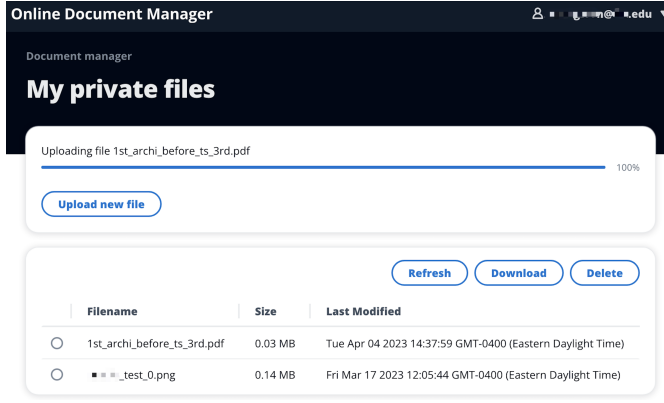 Online Document Manager
.edu
Document manager
My private files
Uploading file 1st_archi_before_ts_3rd.pdf
100%
Upload new file
Refresh Download Delete
Filename Size Last Modified
1st_archi_before_ts_3rd.pdf 0.03 MB Tue Apr 04 2023 14:37:59 GMT-0400 (Eastern Daylight Time)
_test_0.png 0.14 MB Fri Mar 17 2023 12:05:44 GMT-0400 (Eastern Daylight Time)